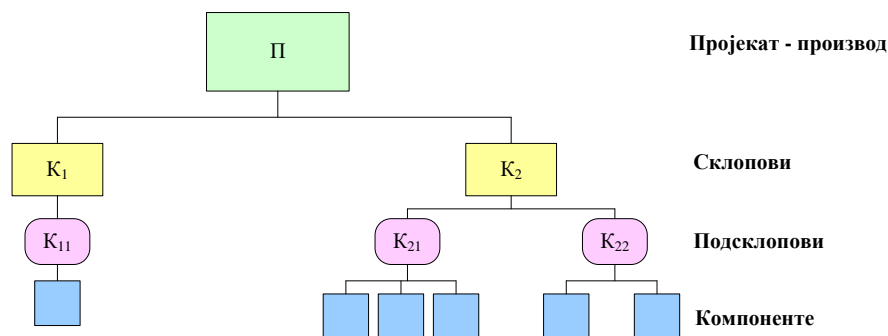 П
Пројекат - производ
К₁
К₂
Склопови
К₁₁
К₂₁
К₂₂
Подсклопови
Компоненте